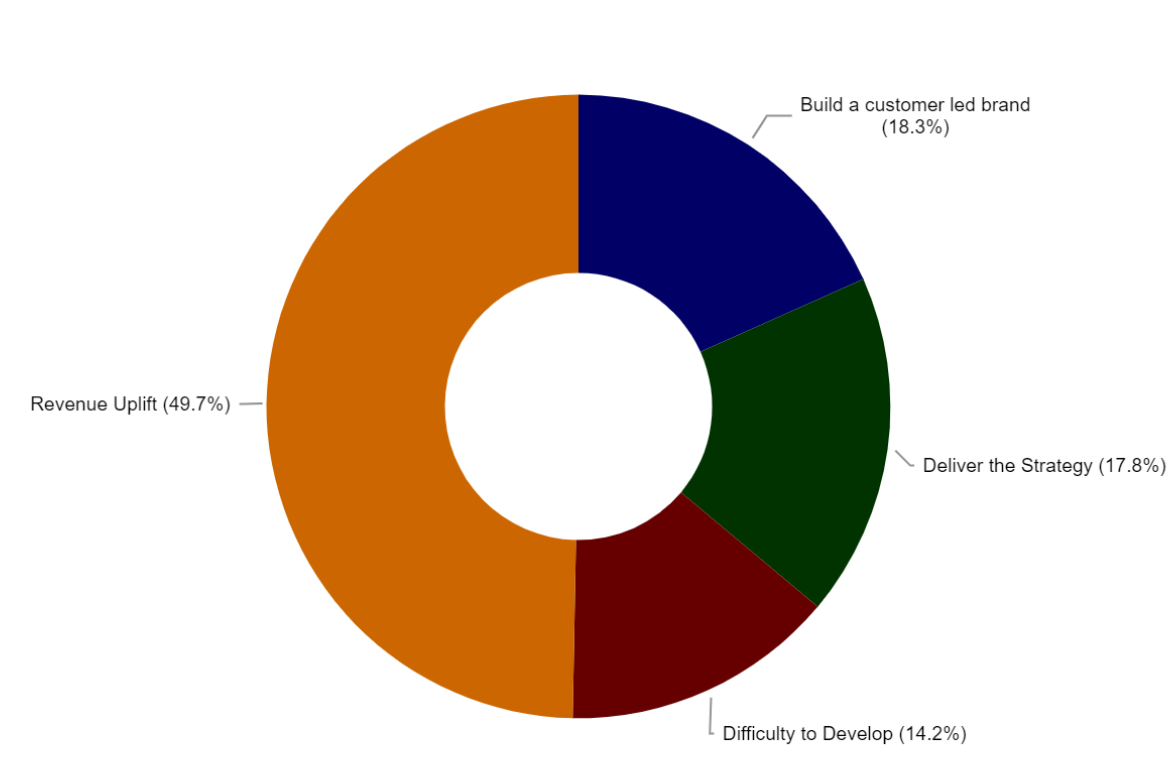 Build a customer led brand
(18.3%)
Revenue Uplift (49.7%)
Deliver the Strategy (17.8%)
Difficulty to Develop (14.2%)